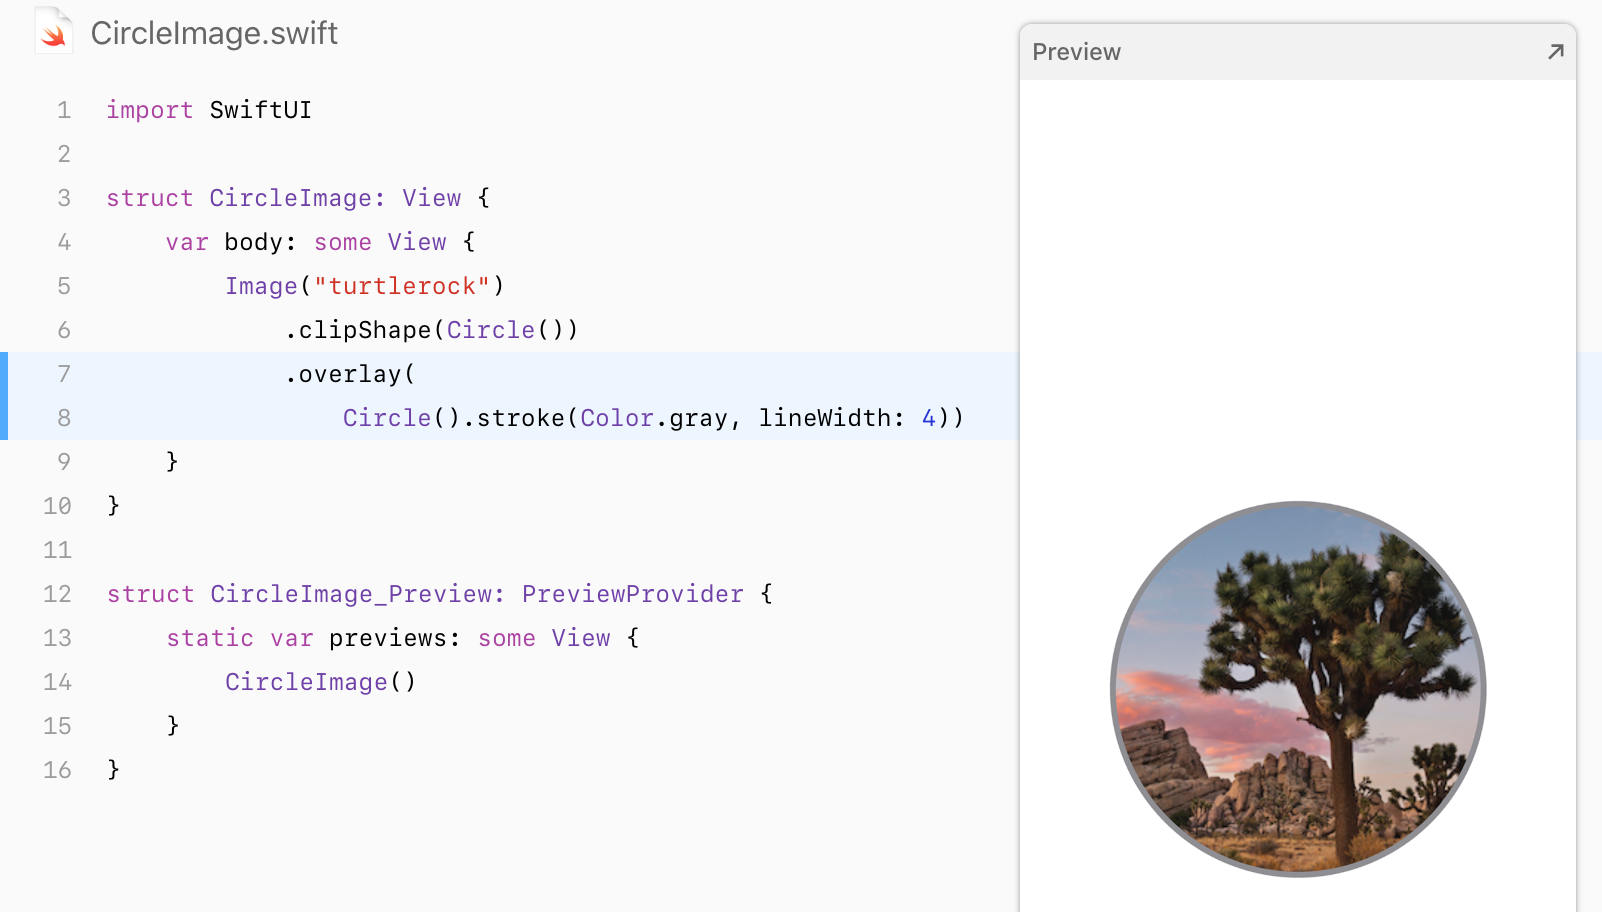 CircleImage.swift
Preview
1 import SwiftUI
2
3 struct CircleImage: View {
4     var body: some View {
5         Image("turtlerock")
6             .clipShape(Circle())
7             .overlay(
8                 Circle().stroke(Color.gray, lineWidth: 4))
9     }
10 }
11
12 struct CircleImage_Preview: PreviewProvider {
13     static var previews: some View {
14         CircleImage()
15     }
16 }